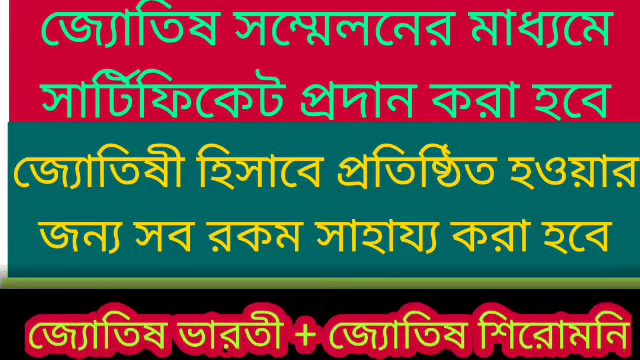 জ্যোতিষ সম্মেলনের মাধ্যমে
সার্টিফিকেট প্রদান করা হবে
জ্যোতিষী হিসাবে প্রতিষ্ঠিত হওয়ার
জন্য সব রকম সাহায্য করা হবে
জ্যোতিষ ভারতী + জ্যোতিষ শিরোমনি